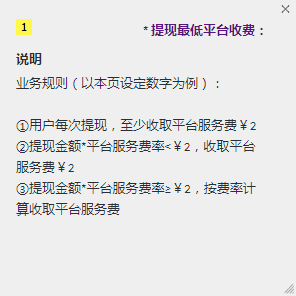 1
*提现最低平台收费：
说明
业务规则（以本页设定数字为例）：
①用户每次提现，至少收取平台服务费￥2
②提现金额*平台服务费率<￥2，收取平台
服务费￥2
③提现金额*平台服务费率≥￥2，按费率计
算收取平台服务费